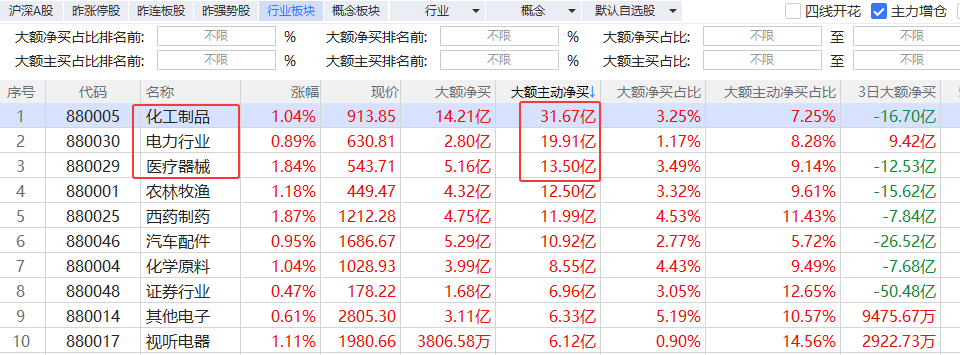 沪深A股 昨涨停股 昨连板股 昨强势股 行业板块 概念板块 行业 概念 默认自选股 四线开花 主力增仓
大额净买占比排名前: 不限 % 大额净买占比排名前: 不限 % 大额净买占比: 不限 至 不限
大额主买占比排名前: 不限 % 大额主买占比排名前: 不限 % 大额主买占比: 不限 至 不限
序号 代码 名称 涨幅 现价 大额净买 大额主动净买↓ 大额净买占比 大额主动净买占比 3日大额净买
1 880005 化工制品 1.04% 913.85 14.21亿 31.67亿 3.25% 7.25% -16.70亿
2 880030 电力行业 0.89% 630.81 2.80亿 19.91亿 1.17% 8.28% 9.42亿
3 880029 医疗器械 1.84% 543.71 5.16亿 13.50亿 3.49% 9.14% -12.53亿
4 880001 农林牧渔 1.18% 449.47 4.32亿 12.50亿 3.32% 9.61% -15.62亿
5 880025 西药制药 1.87% 1212.28 4.75亿 11.99亿 4.53% 11.43% -7.84亿
6 880046 汽车配件 0.95% 1686.67 5.29亿 10.92亿 2.77% 5.72% -26.52亿
7 880004 化学原料 1.04% 1028.93 3.99亿 8.55亿 4.43% 9.49% -7.68亿
8 880048 证券行业 0.47% 178.22 1.68亿 6.96亿 3.05% 12.65% -50.48亿
9 880014 其他电子 0.61% 2805.30 3.11亿 6.33亿 5.19% 10.57% 9475.67万
10 880017 视听电器 1.11% 1980.66 3806.58万 6.12亿 0.90% 14.56% 2922.73万